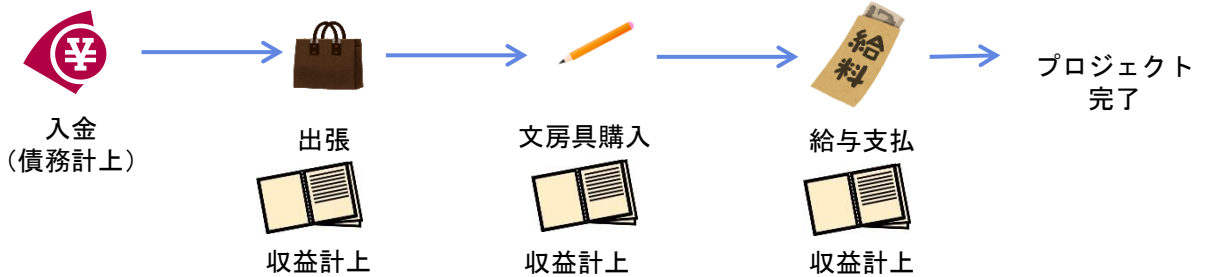 入金
（債務計上）
出張
文房具購入
給与支払
プロジェクト
完了
収益計上
収益計上
収益計上
¥
給料